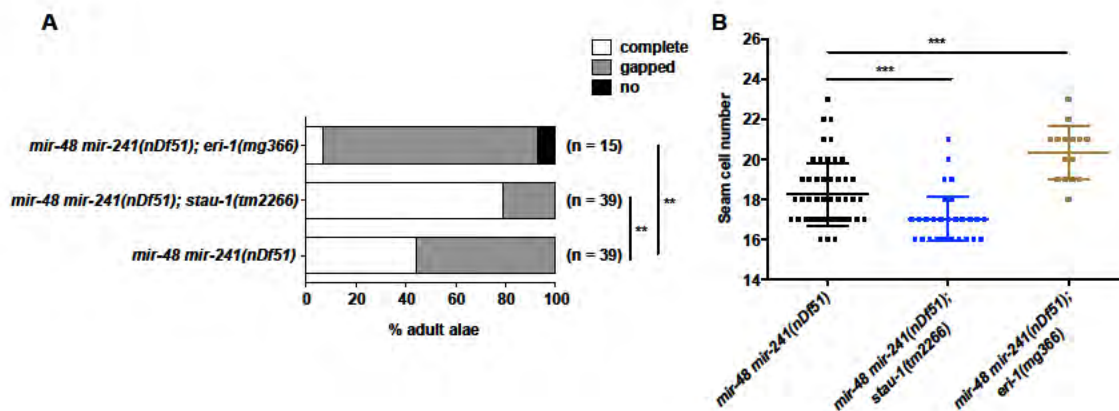 A
complete
gapped
no
mir-48 mir-241(nDf51); eri-1(mg366)
(n = 15)
mir-48 mir-241(nDf51); stau-1(tm2266)
(n = 39)
**
**
mir-48 mir-241(nDf51)
(n = 39)
0 20 40 60 80 100
% adult alae
B
26
24
22
20
18
16
14
Seam cell number
***
***
mir-48 mir-241(nDf51)
mir-48 mir-241(nDf51);
stau-1(tm2266)
mir-48 mir-241(nDf51);
eri-1(mg366)